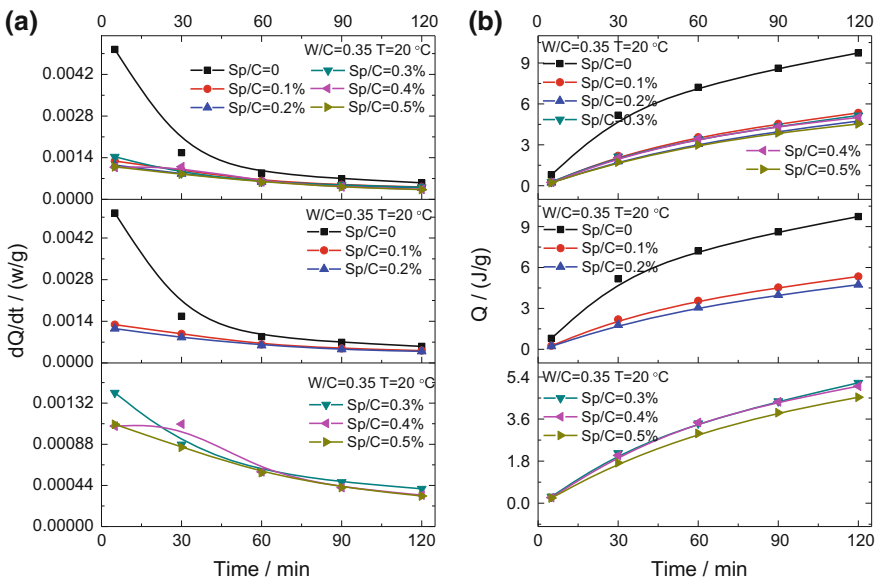 (a)
0 30 60 90 120
W/C=0.35 T=20 °C
Sp/C=0
Sp/C=0.1%
Sp/C=0.2%
Sp/C=0.3%
Sp/C=0.4%
Sp/C=0.5%
0.0042
0.0028
0.0014
0.0000
W/C=0.35 T=20 °C
Sp/C=0
Sp/C=0.1%
Sp/C=0.2%
0.0042
0.0028
0.0014
0.0000
dQ/dt / (w/g)
W/C=0.35 T=20 °C
Sp/C=0.3%
Sp/C=0.4%
Sp/C=0.5%
0.00132
0.00088
0.00044
0.00000
0 30 60 90 120
Time / min
(b)
0 30 60 90 120
W/C=0.35 T=20 °C
Sp/C=0
Sp/C=0.1%
Sp/C=0.2%
Sp/C=0.3%
Sp/C=0.4%
Sp/C=0.5%
9
6
3
0
W/C=0.35 T=20 °C
Sp/C=0
Sp/C=0.1%
Sp/C=0.2%
9
6
3
0
Q / (J/g)
W/C=0.35 T=20 °C
Sp/C=0.3%
Sp/C=0.4%
Sp/C=0.5%
5.4
3.6
1.8
0.0
0 30 60 90 120
Time / min